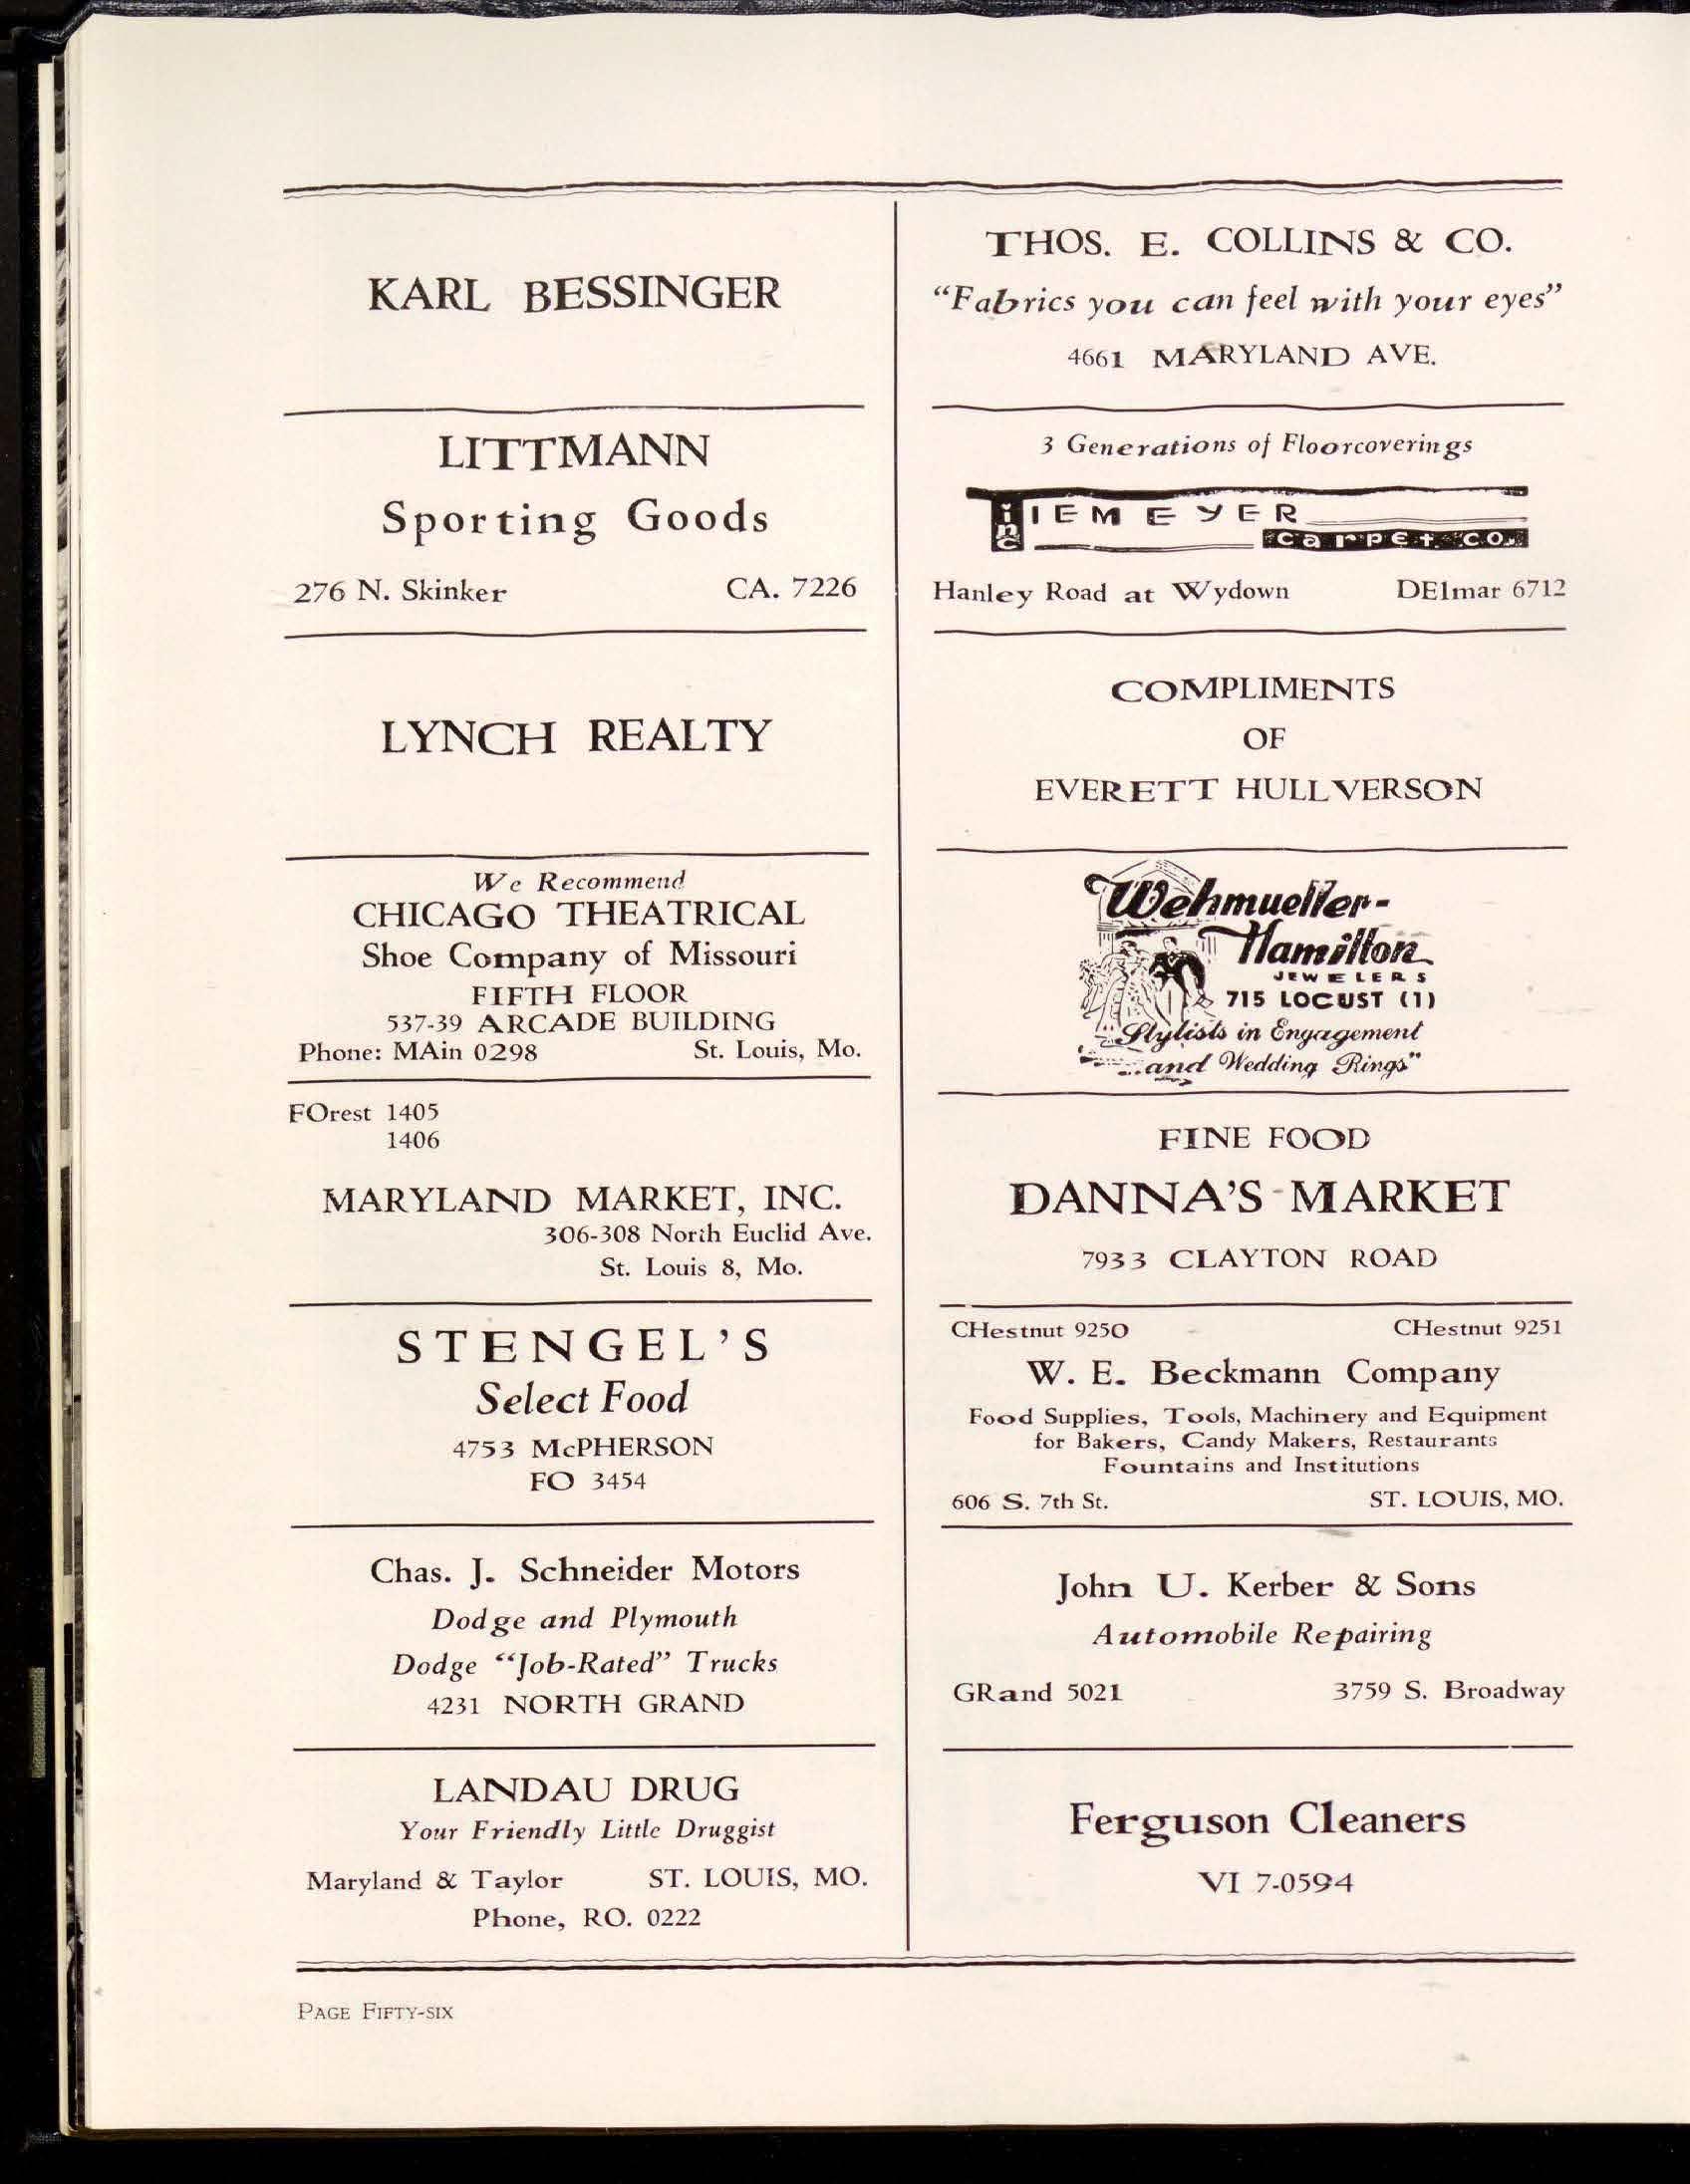 KARL BESSINGER
LITTMANN
Sporting Goods
276 N. Skinker CA. 7226
LYNCH REALTY
We Recommend
CHICAGO THEATRICAL
Shoe Company of Missouri
FIFTH FLOOR
537-39 ARCADE BUILDING
Phone: MAin 0298 St. Louis, Mo.
FOrest 1405
1406
MARYLAND MARKET, INC.
306-308 North Euclid Ave.
St. Louis 8, Mo.
STENGEL'S
Select Food
4753 McPHERSON
FO 3454
Chas. J. Schneider Motors
Dodge and Plymouth
Dodge "Job-Rated" Trucks
4231 NORTH GRAND
LANDAU DRUG
Your Friendly Little Druggist
Maryland & Taylor ST. LOUIS, MO.
Phone, RO. 0222
THOS. E. COLLINS & CO.
"Fabrics you can feel with your eyes"
4661 MARYLAND AVE.
3 Generations of Floorcoverings
TIEMEYER
carpet co.
inc
Hanley Road at Wydown DElmar 6712
COMPLIMENTS
OF
EVERETT HULLVERSON
Wehmueller-
Hamilton
JEWELERS
715 LOCUST (1)
"Stylists in Engagement
and Wedding Rings"
FINE FOOD
DANNA'S MARKET
7933 CLAYTON ROAD
CHestnut 9250 CHestnut 9251
W. E. Beckmann Company
Food Supplies, Tools, Machinery and Equipment
for Bakers, Candy Makers, Restaurants
Fountains and Institutions
606 S. 7th St. ST. LOUIS, MO.
John U. Kerber & Sons
Automobile Repairing
GRand 5021 3759 S. Broadway
Ferguson Cleaners
VI 7-0594
PAGE FIFTY-SIX